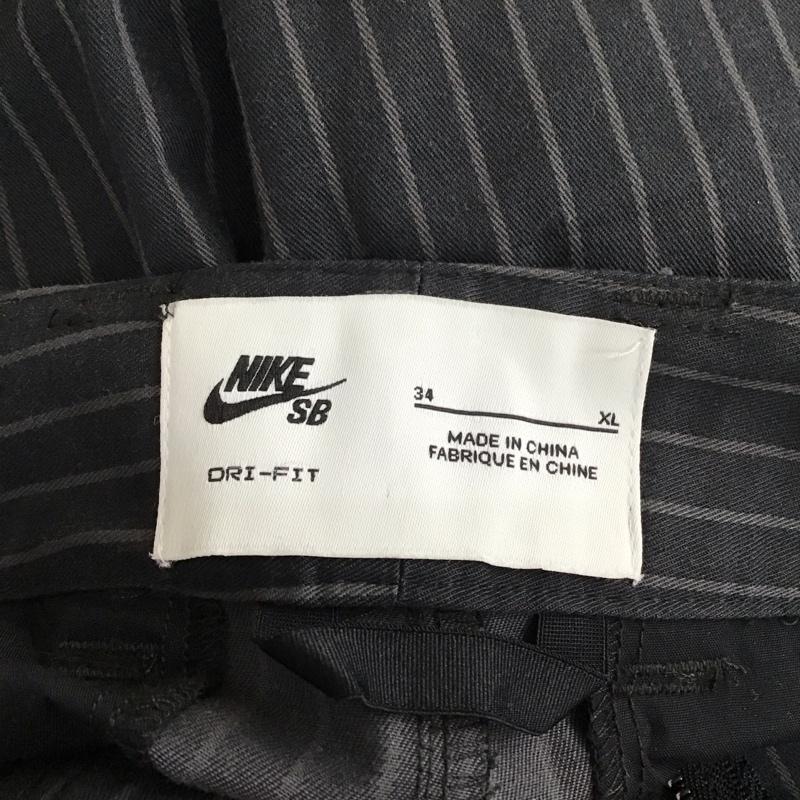 NIKE
SB
DRI-FIT
34
XL
MADE IN CHINA
FABRIQUE EN CHINE